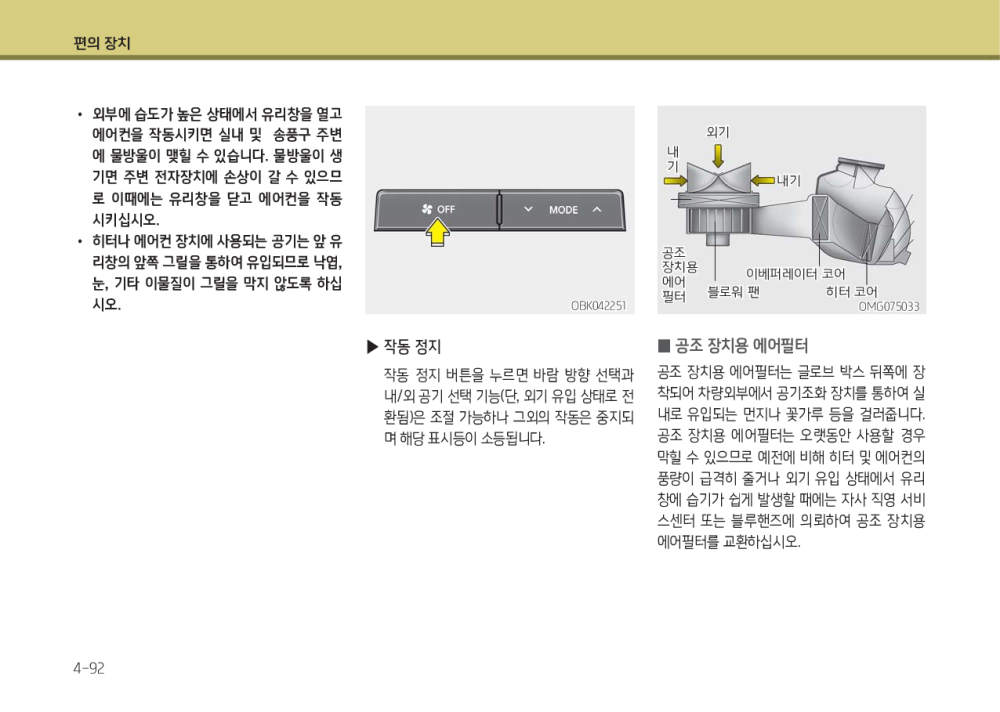 편의 장치
• 외부에 습도가 높은 상태에서 유리창을 열고
에어컨을 작동시키면 실내 및 송풍구 주변
에 물방울이 맺힐 수 있습니다. 물방울이 생
기면 주변 전자장치에 손상이 갈 수 있으므
로 이때에는 유리창을 닫고 에어컨을 작동
시키십시오.
• 히터나 에어컨 장치에 사용되는 공기는 앞 유
리창의 앞쪽 그릴을 통하여 유입되므로 낙엽,
눈, 기타 이물질이 그릴을 막지 않도록 하십
시오.
OFF
MODE
OBK042251
▶ 작동 정지
작동 정지 버튼을 누르면 바람 방향 선택과
내/외 공기 선택 기능(단, 외기 유입 상태로 전
환됨)은 조절 가능하나 그외의 작동은 중지되
며 해당 표시등이 소등됩니다.
외기
내
기
내기
공조
장치용
에어
필터
이베퍼레이터 코어
블로워 팬
히터 코어
OMG075033
■ 공조 장치용 에어필터
공조 장치용 에어필터는 글로브 박스 뒤쪽에 장
착되어 차량외부에서 공기조화 장치를 통하여 실
내로 유입되는 먼지나 꽃가루 등을 걸러줍니다.
공조 장치용 에어필터는 오랫동안 사용할 경우
막힐 수 있으므로 예전에 비해 히터 및 에어컨의
풍량이 급격히 줄거나 외기 유입 상태에서 유리
창에 습기가 쉽게 발생할 때에는 자사 직영 서비
스센터 또는 블루핸즈에 의뢰하여 공조 장치용
에어필터를 교환하십시오.
4-92